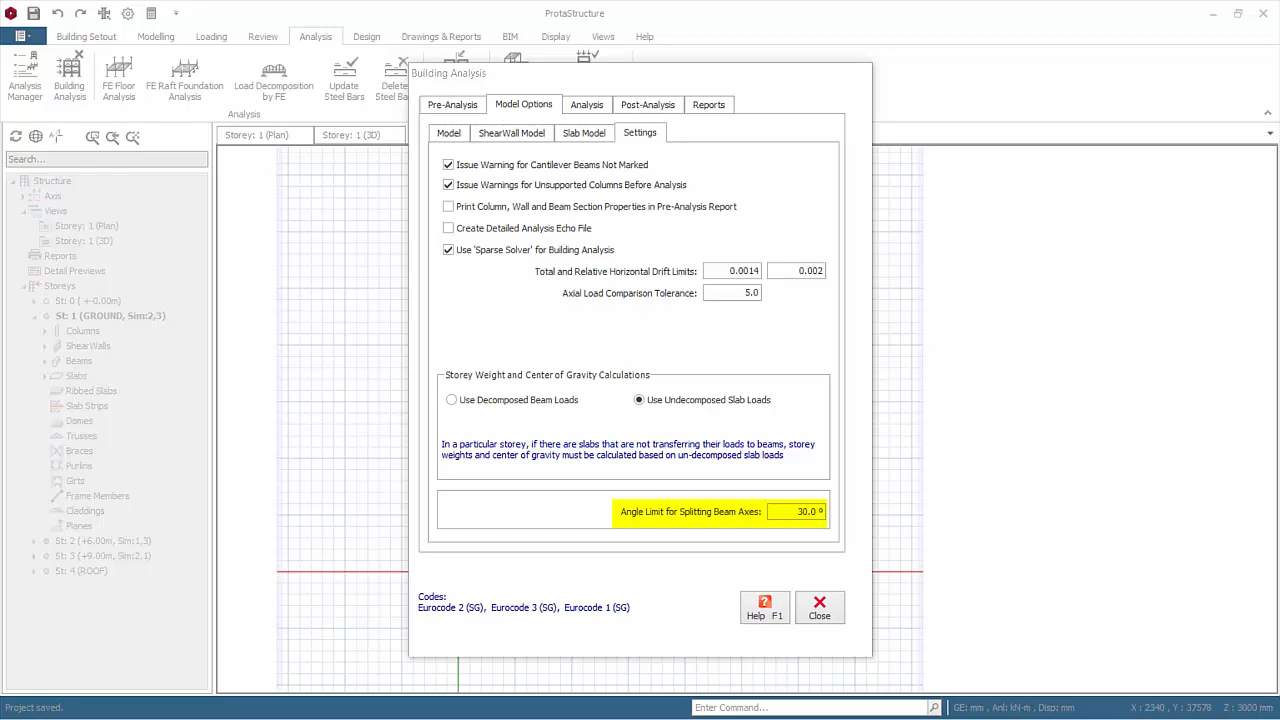 ProtaStructure
Building Setout
Modelling
Loading
Review
Analysis
Design
Drawings & Reports
BIM
Display
Views
Help
Analysis
Manager
Building
Analysis
FE Floor
Analysis
FE Raft Foundation
Analysis
Load Decomposition
by FE
Update
Steel Bars
Delete
Steel Ba
Analysis
Storey: 1 (Plan)
Storey: 1 (3D)
Search...
Structure
Axis
Views
Storey: 1 (Plan)
Storey: 1 (3D)
Reports
Detail Previews
Storeys
St: 0 ( +-0.00m)
St: 1 (GROUND, Sim:2,3)
Columns
ShearWalls
Beams
Slabs
Ribbed Slabs
Slab Strips
Domes
Trusses
Braces
Purlins
Girts
Frame Members
Claddings
Planes
St: 2 (+6.00m, Sim:1,3)
St: 3 (+9.00m, Sim:2,1)
St: 4 (ROOF)
Building Analysis
Pre-Analysis
Model Options
Analysis
Post-Analysis
Reports
Model
ShearWall Model
Slab Model
Settings
Issue Warning for Cantilever Beams Not Marked
Issue Warnings for Unsupported Columns Before Analysis
Print Column, Wall and Beam Section Properties in Pre-Analysis Report
Create Detailed Analysis Echo File
Use 'Sparse Solver' for Building Analysis
Total and Relative Horizontal Drift Limits: 0.0014 0.002
Axial Load Comparison Tolerance: 5.0
Storey Weight and Center of Gravity Calculations
Use Decomposed Beam Loads
Use Undecomposed Slab Loads
In a particular storey, if there are slabs that are not transferring their loads to beams, storey
weights and center of gravity must be calculated based on un-decomposed slab loads
Angle Limit for Splitting Beam Axes: 30.0 º
Codes:
Eurocode 2 (SG), Eurocode 3 (SG), Eurocode 1 (SG)
Help F1
Close
Project saved.
Enter Command...
GE: mm , Anl: kN-m , Disp: mm
X : 2340 , Y : 37578
Z : 3000 mm